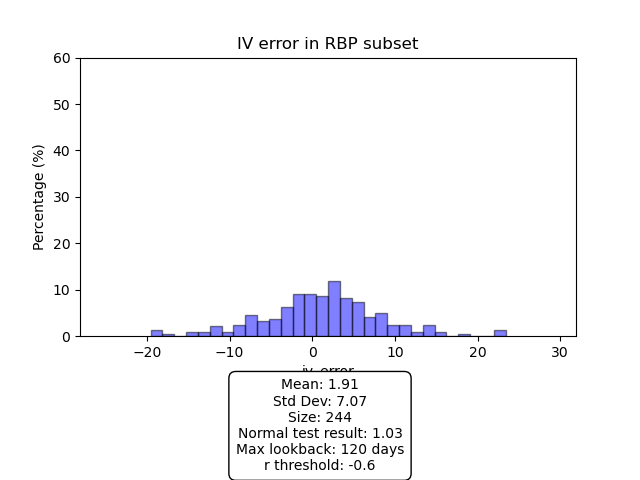 IV error in RBP subset
Percentage (%)
60
50
40
30
20
10
0
−20
−10
0
10
20
30
iv_error
Mean: 1.91
Std Dev: 7.07
Size: 244
Normal test result: 1.03
Max lookback: 120 days
r threshold: -0.6